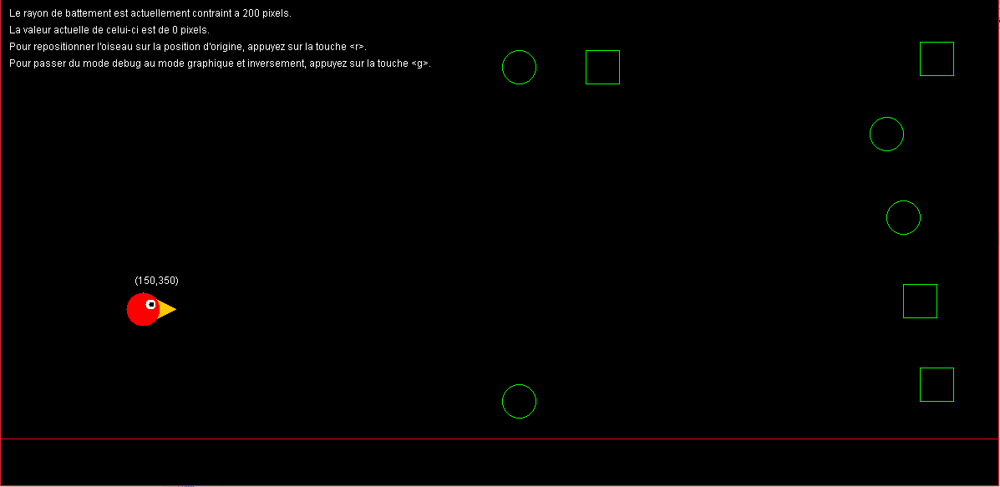 Le rayon de battement est actuellement contraint a 200 pixels.
La valeur actuelle de celui-ci est de 0 pixels.
Pour repositionner l'oiseau sur la position d'origine, appuyez sur la touche <r>.
Pour passer du mode debug au mode graphique et inversement, appuyez sur la touche <g>.
(150,350)